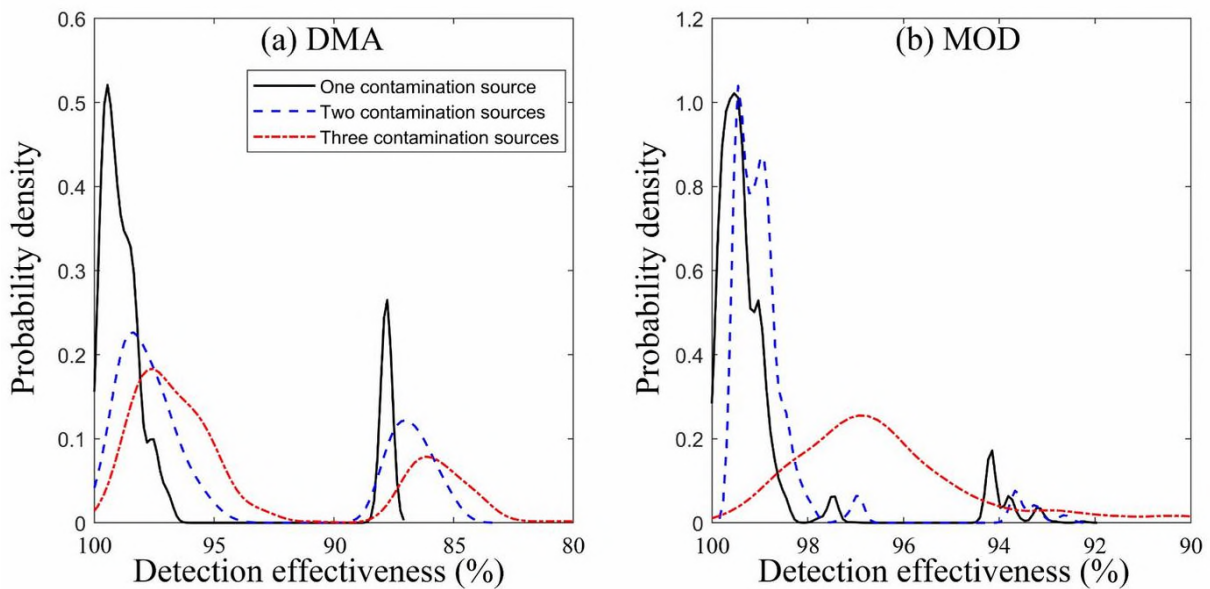 (a) DMA
One contamination source
Two contamination sources
Three contamination sources
Probability density
0.6
0.5
0.4
0.3
0.2
0.1
0
100 95 90 85 80
Detection effectiveness (%)
(b) MOD
Probability density
1.2
1.0
0.8
0.6
0.4
0.2
0
100 98 96 94 92 90
Detection effectiveness (%)